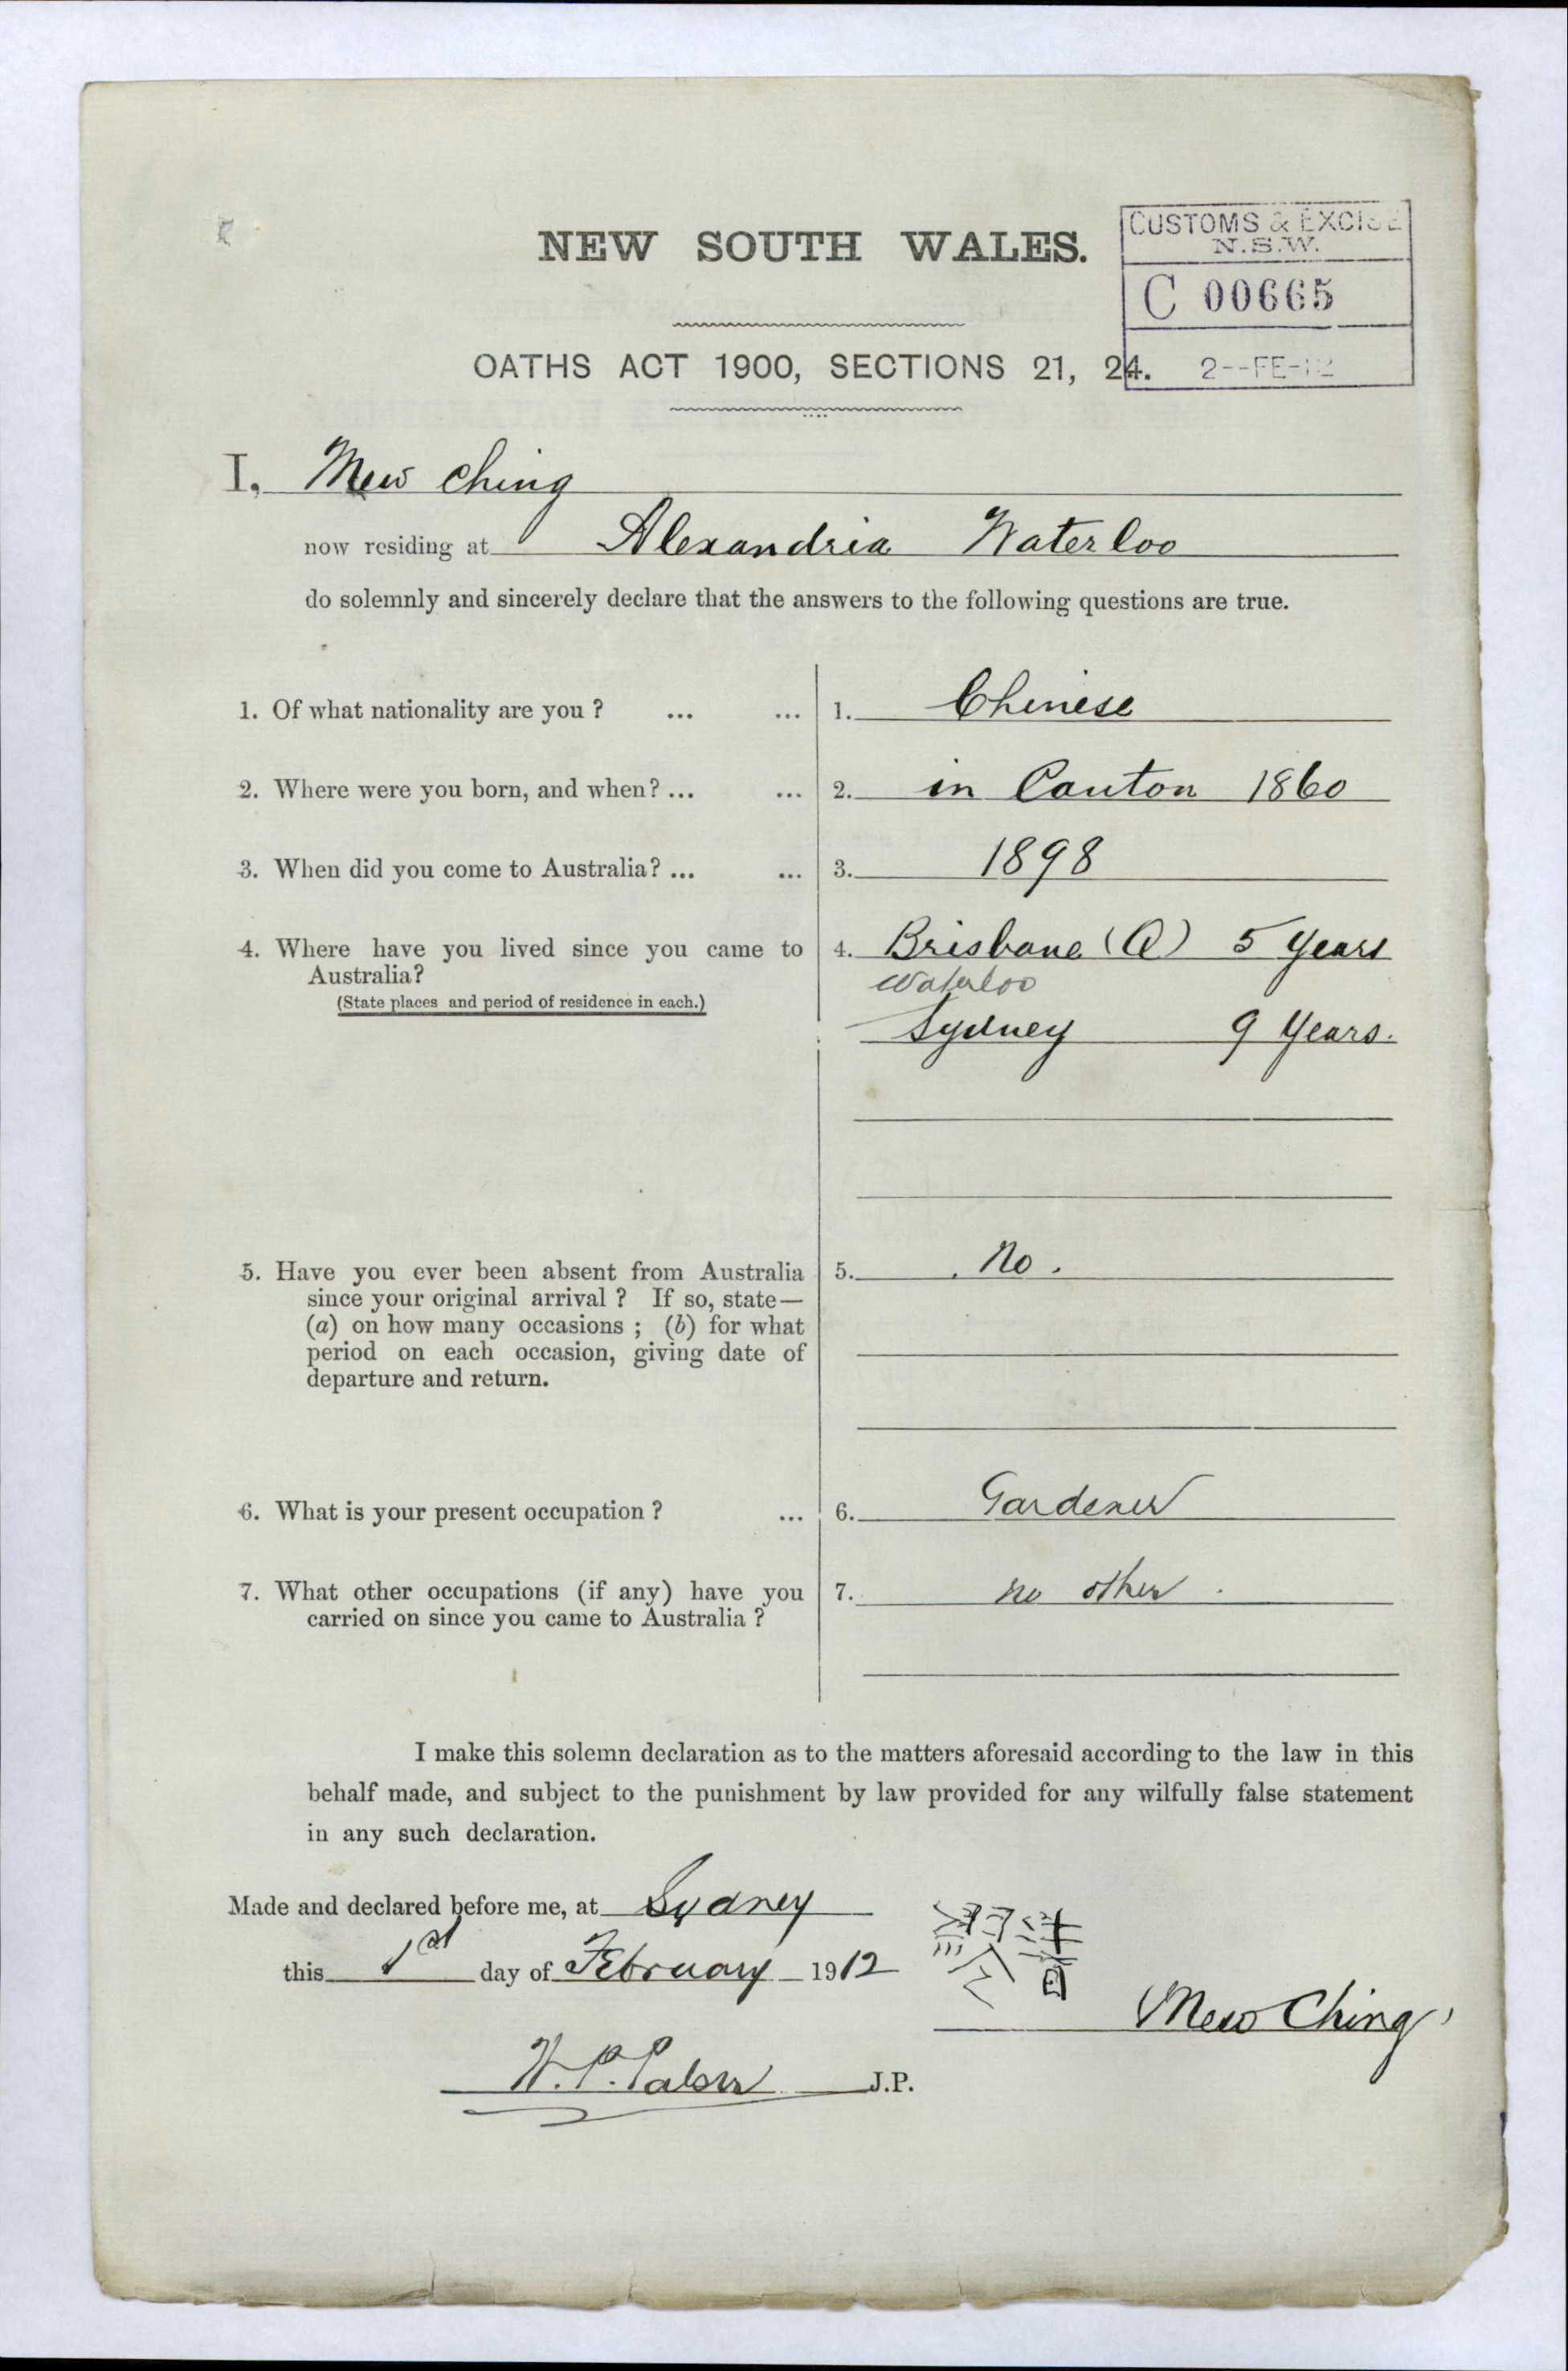 NEW SOUTH WALES.
CUSTOMS & EXCISE
N.S.W.
C 00665
2--FE-12
OATHS ACT 1900, SECTIONS 21, 24.
I, Mew Ching
now residing at Alexandria Waterloo
do solemnly and sincerely declare that the answers to the following questions are true.
1. Of what nationality are you ? ... ... 1. Chinese
2. Where were you born, and when? ... ... 2. in Canton 1860
3. When did you come to Australia? ... ... 3. 1898
4. Where have you lived since you came to
Australia?
(State places and period of residence in each.)
4. Brisbane (Q) 5 Years
Waterloo
Sydney 9 Years.
5. Have you ever been absent from Australia
since your original arrival ? If so, state—
(a) on how many occasions ; (b) for what
period on each occasion, giving date of
departure and return.
5. No.
6. What is your present occupation ? ... 6. Gardener
7. What other occupations (if any) have you
carried on since you came to Australia ?
7. no other .
I make this solemn declaration as to the matters aforesaid according to the law in this
behalf made, and subject to the punishment by law provided for any wilfully false statement
in any such declaration.
Made and declared before me, at Sydney
this 1st day of February 1912
Mew Ching
J.P.